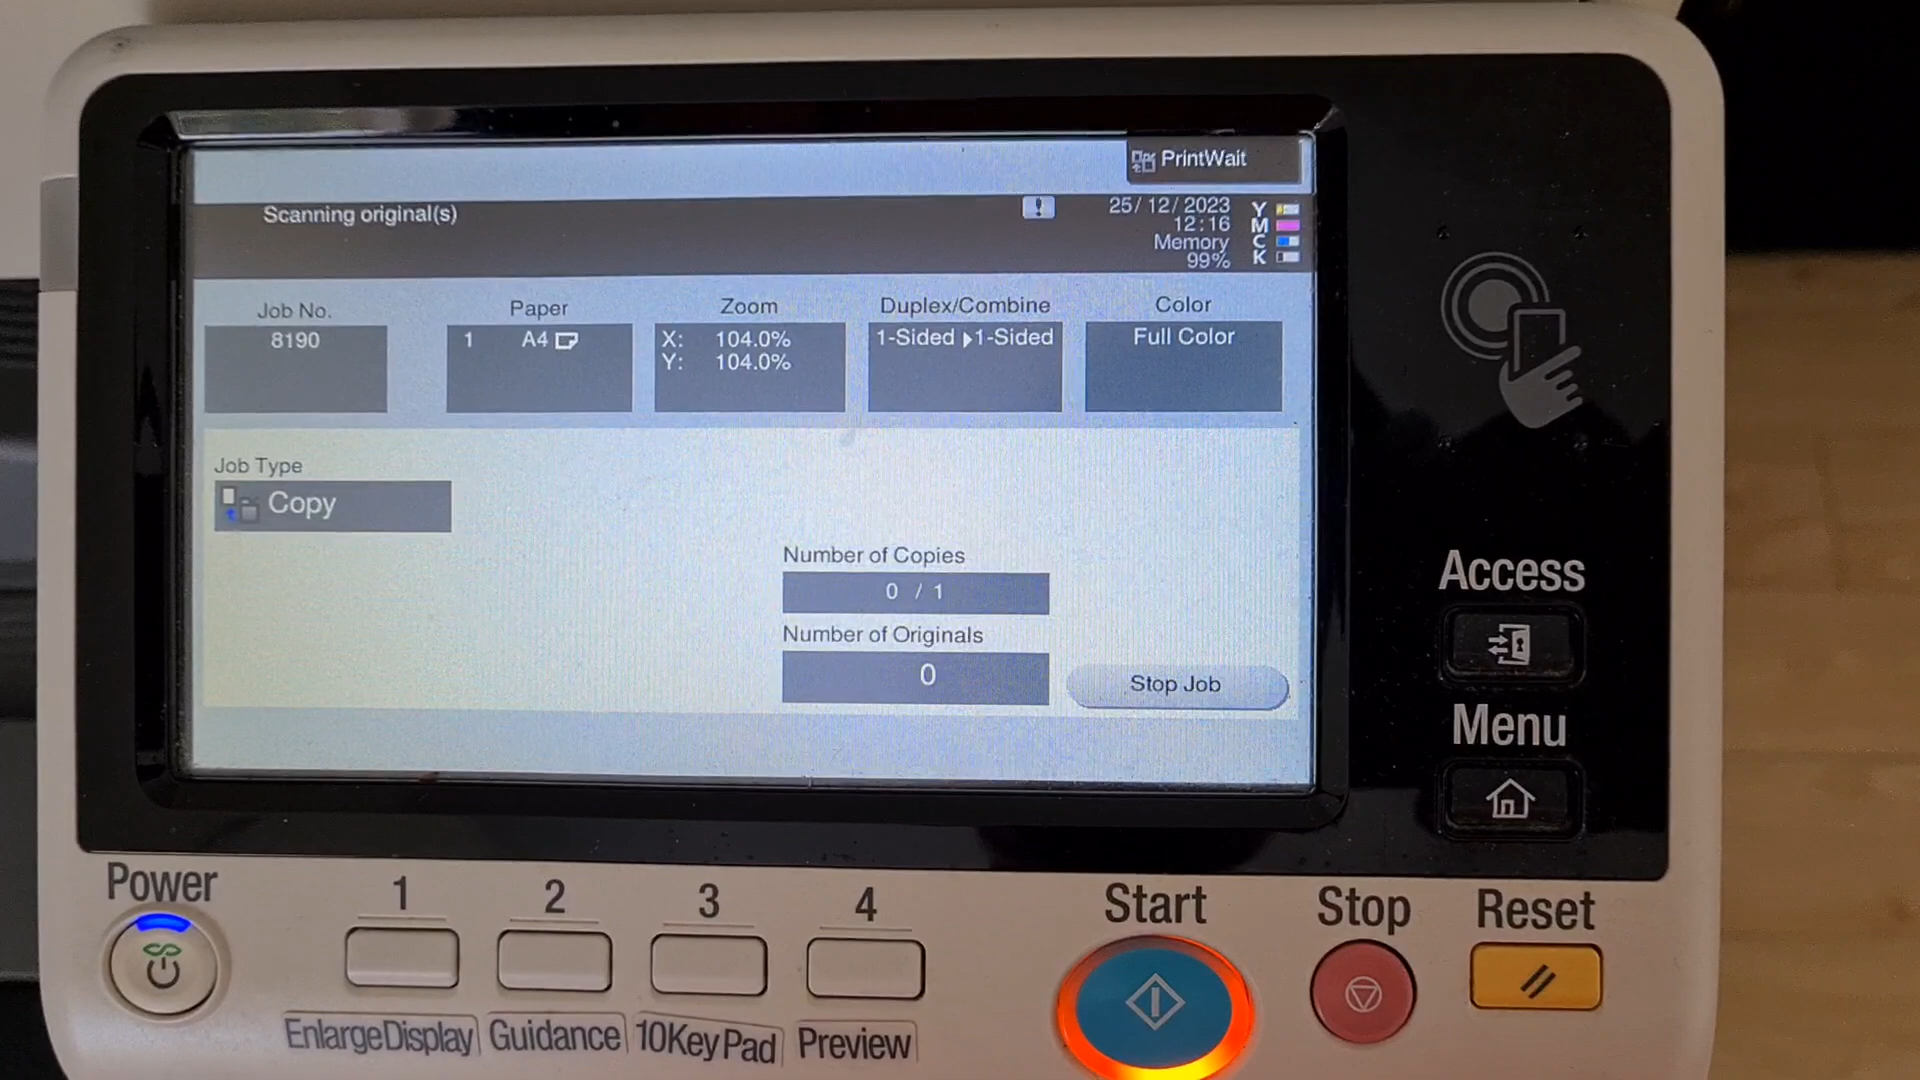 PrintWait
Scanning original(s)
!
25/12/2023
12:16
Memory
99%
Y
M
C
K
Job No.
8190
Paper
1 A4
Zoom
X: 104.0%
Y: 104.0%
Duplex/Combine
1-Sided ▶1-Sided
Color
Full Color
Job Type
Copy
Number of Copies
0 / 1
Number of Originals
0
Stop Job
Access
Menu
Power
1 2 3 4
Start
Stop
Reset
EnlargeDisplay
Guidance
10KeyPad
Preview